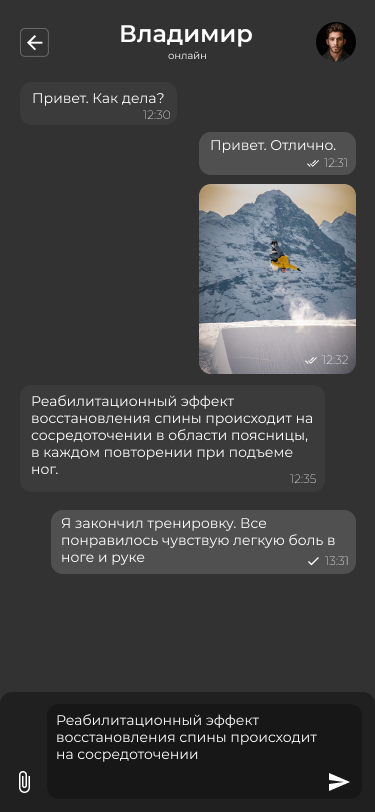 Владимир
онлайн
Привет. Как дела?
12:30
Привет. Отлично.
12:31
12:32
Реабилитационный эффект
восстановления спины происходит на
сосредоточении в области поясницы,
в каждом повторении при подъеме
ног.
12:35
Я закончил тренировку. Все
понравилось чувствую легкую боль в
ноге и руке
13:31
Реабилитационный эффект
восстановления спины происходит
на сосредоточении